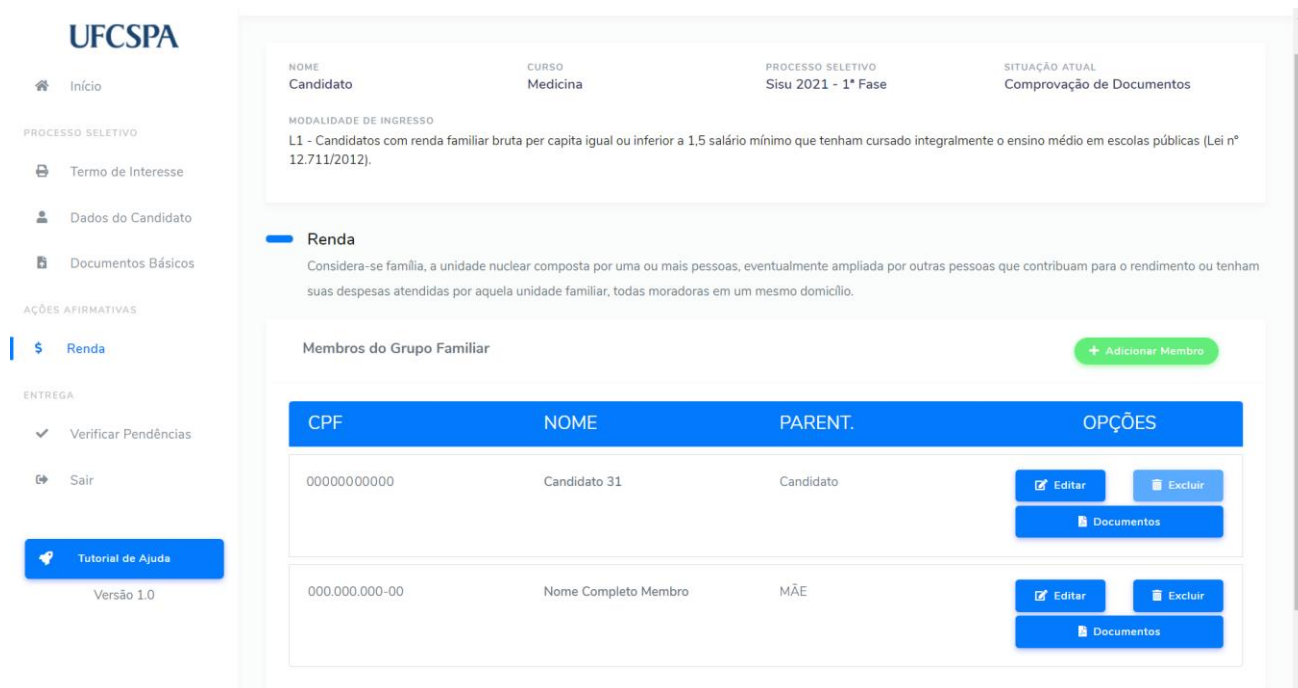 UFCSPA
Início
PROCESSO SELETIVO
Termo de Interesse
Dados do Candidato
Documentos Básicos
AÇÕES AFIRMATIVAS
$ Renda
ENTREGA
Verificar Pendências
Sair
Tutorial de Ajuda
Versão 1.0
NOME CURSO PROCESSO SELETIVO SITUAÇÃO ATUAL
Candidato Medicina Sisu 2021 - 1ª Fase Comprovação de Documentos
MODALIDADE DE INGRESSO
L1 - Candidatos com renda familiar bruta per capita igual ou inferior a 1,5 salário mínimo que tenham cursado integralmente o ensino médio em escolas públicas (Lei nº
12.711/2012).
Renda
Considera-se família, a unidade nuclear composta por uma ou mais pessoas, eventualmente ampliada por outras pessoas que contribuam para o rendimento ou tenham
suas despesas atendidas por aquela unidade familiar, todas moradoras em um mesmo domicílio.
Membros do Grupo Familiar + Adicionar Membro
CPF NOME PARENT. OPÇÕES
00000000000 Candidato 31 Candidato Editar Excluir
Documentos
000.000.000-00 Nome Completo Membro MÃE Editar Excluir
Documentos